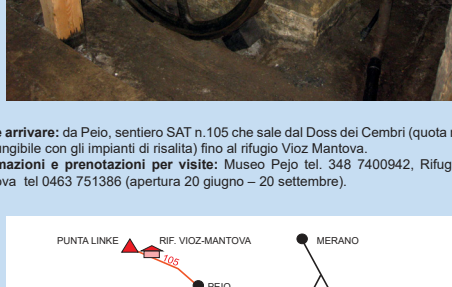 arrivare: da Peio, sentiero SAT n.105 che sale dal Doss dei Cembri (quota
ungibile con gli impianti di risalita) fino al rifugio Vioz Mantova.
mazioni e prenotazioni per visite: Museo Pejo tel. 348 7400942, Rifug
ova tel 0463 751386 (apertura 20 giugno – 20 settembre).
PUNTA LINKE RIF. VIOZ-MANTOVA MERANO
105
PEIO